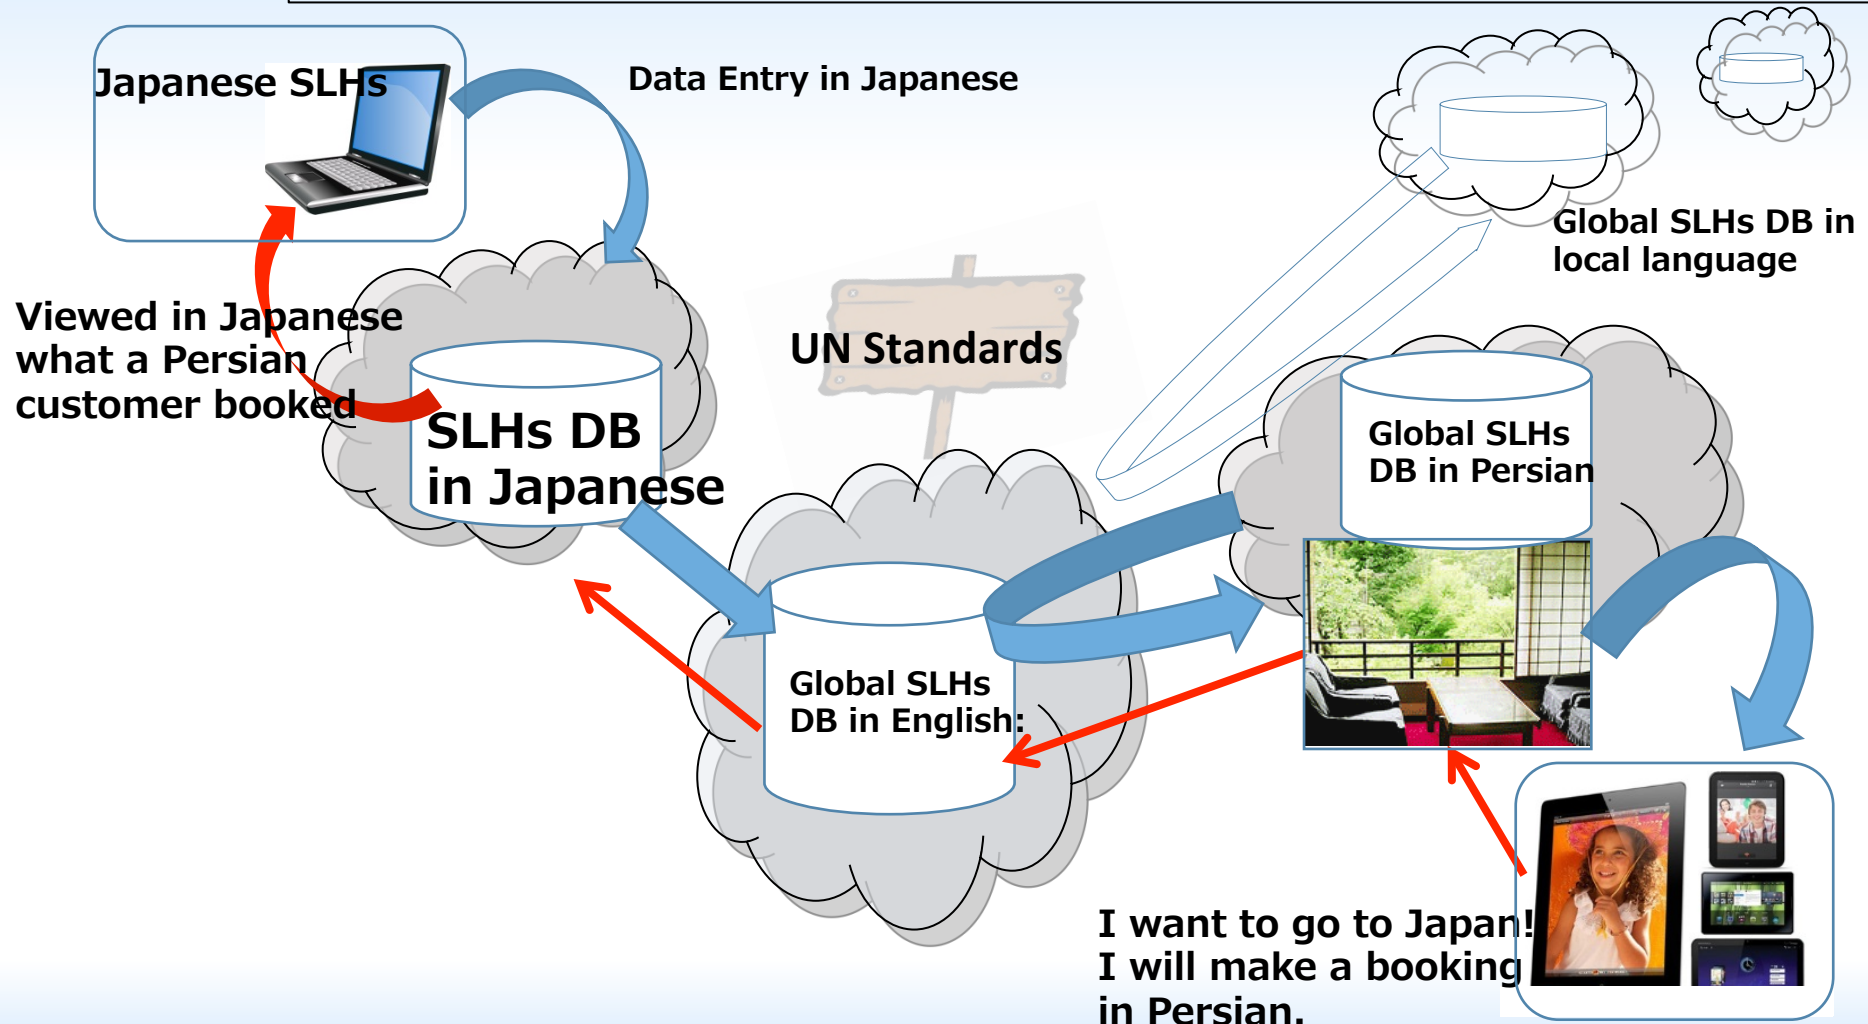 Japanese SLHs
Data Entry in Japanese
Global SLHs DB in
local language
Viewed in Japanese
what a Persian
customer booked
UN Standards
SLHs DB
in Japanese
Global SLHs
DB in Persian
Global SLHs
DB in English:
I want to go to Japan!
I will make a booking
in Persian.